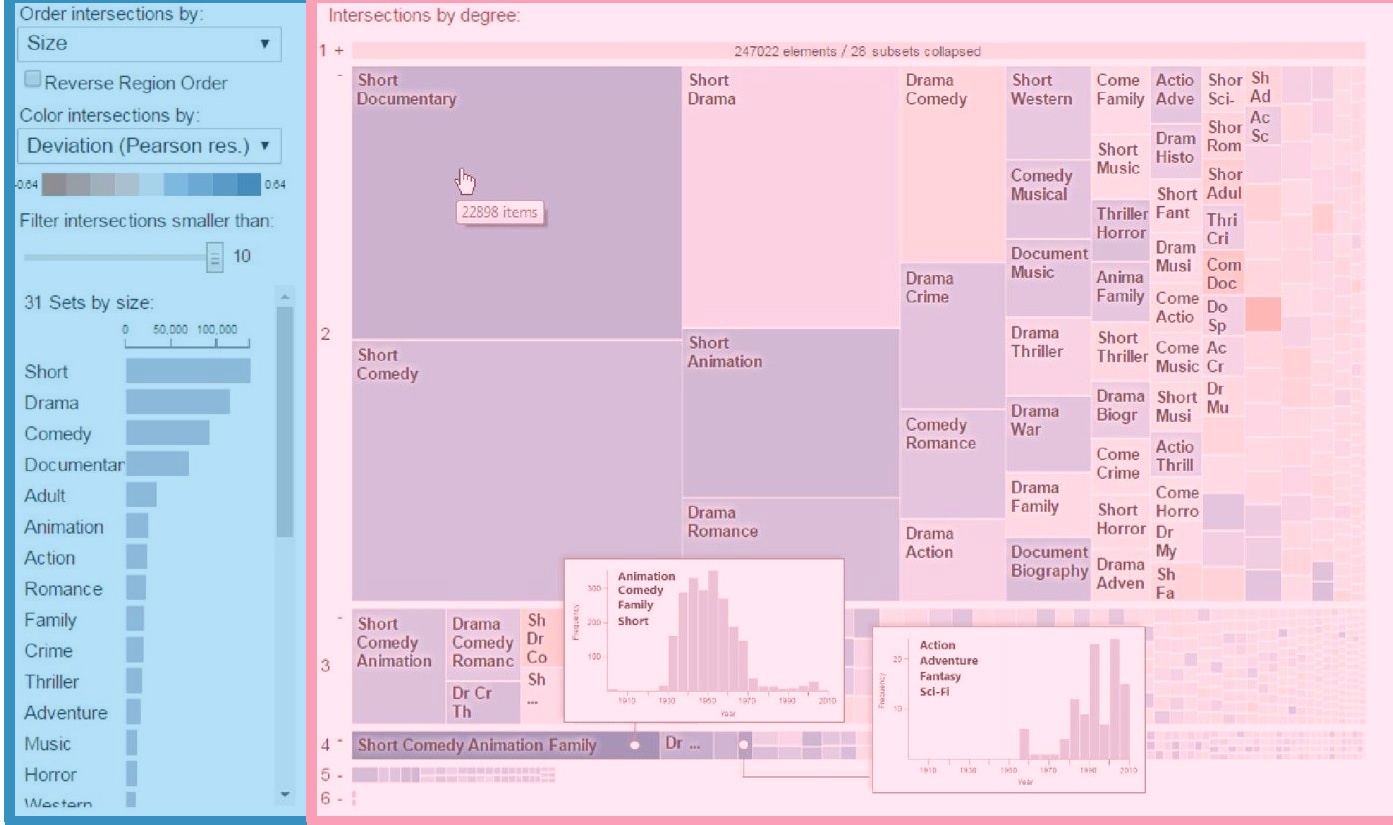 Order intersections by:
Size
Reverse Region Order
Color intersections by:
Deviation (Pearson res.)
-0.64
0.64
Filter intersections smaller than:
10
31 Sets by size:
0 50,000 100,000
Short
Drama
Comedy
Documentar
Adult
Animation
Action
Romance
Family
Crime
Thriller
Adventure
Music
Horror
Western
Intersections by degree:
1 +
247022 elements / 28 subsets collapsed
2
Short
Documentary
22898 items
Short
Comedy
Short
Drama
Short
Animation
Drama
Romance
Drama
Comedy
Drama
Crime
Comedy
Romance
Drama
Action
Short
Western
Comedy
Musical
Document
Music
Drama
Thriller
Drama
War
Drama
Family
Document
Biography
Come
Family
Short
Music
Thriller
Horror
Anima
Family
Short
Thriller
Drama
Biogr
Come
Crime
Short
Horror
Drama
Adven
Actio
Adve
Dram
Histo
Short
Fant
Dram
Musi
Come
Actio
Come
Music
Short
Musi
Actio
Thrill
Come
Horro
Dr
My
Sh
Fa
Shor
Sci-
Shor
Rom
Shor
Adul
Thri
Cri
Com
Doc
Do
Sp
Ac
Cr
Dr
Mu
Sh
Ad
Ac
Sc
3
Short
Comedy
Animation
Drama
Comedy
Romanc
Dr Cr
Th
Sh
Dr
Co
Sh
...
Animation
Comedy
Family
Short
Frequency
300
200
100
1910 1930 1950 1970 1990 2010
Year
Action
Adventure
Fantasy
Sci-Fi
Frequency
20
10
1910 1930 1950 1970 1990 2010
Year
4 -
Short Comedy Animation Family
Dr ...
5 -
6 -